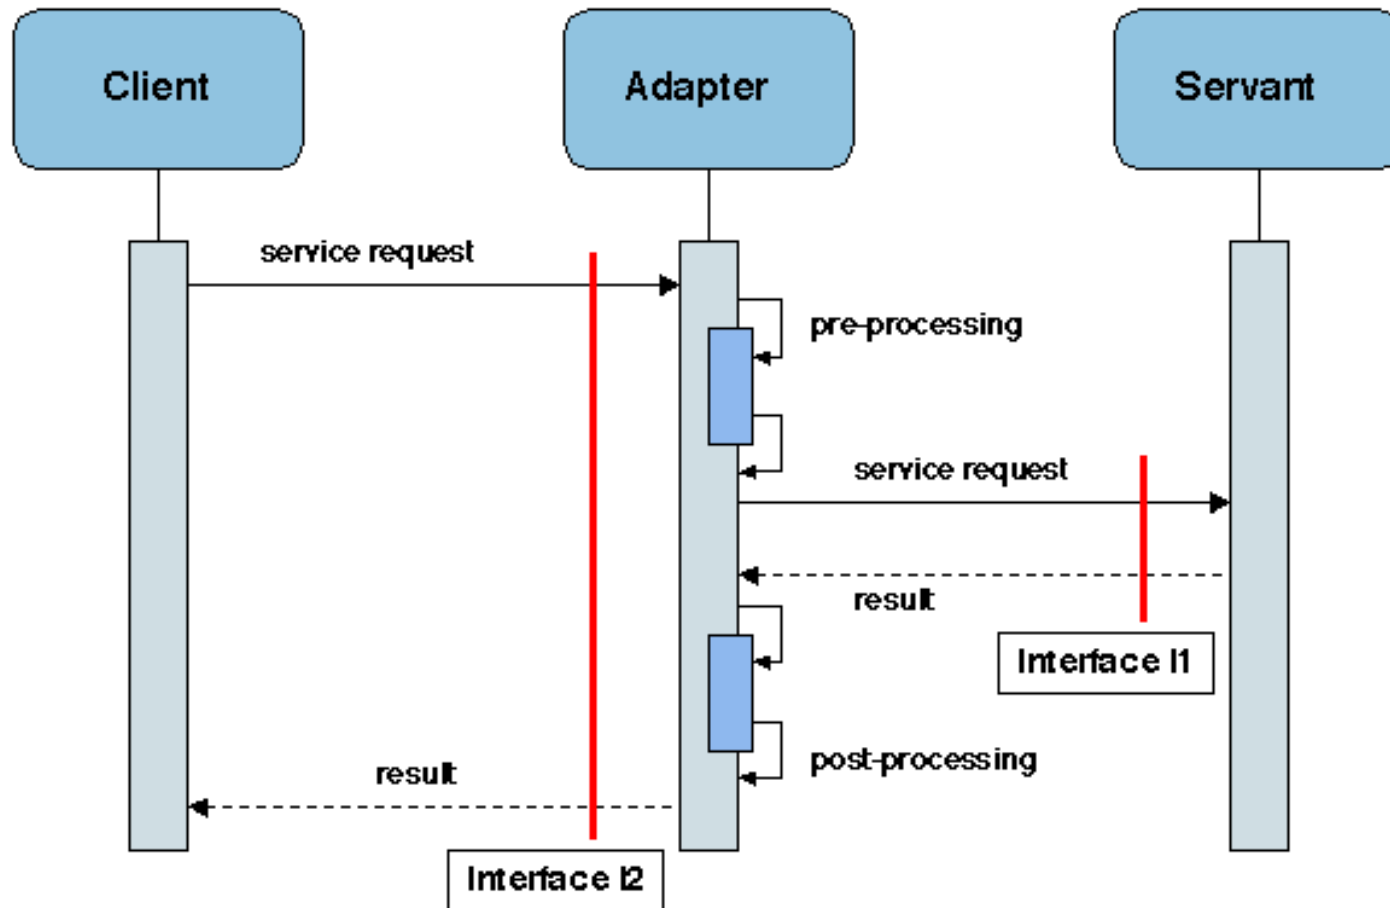 Client
Adapter
Servant
service request
pre-processing
service request
result
Interface I1
post-processing
result
Interface I2